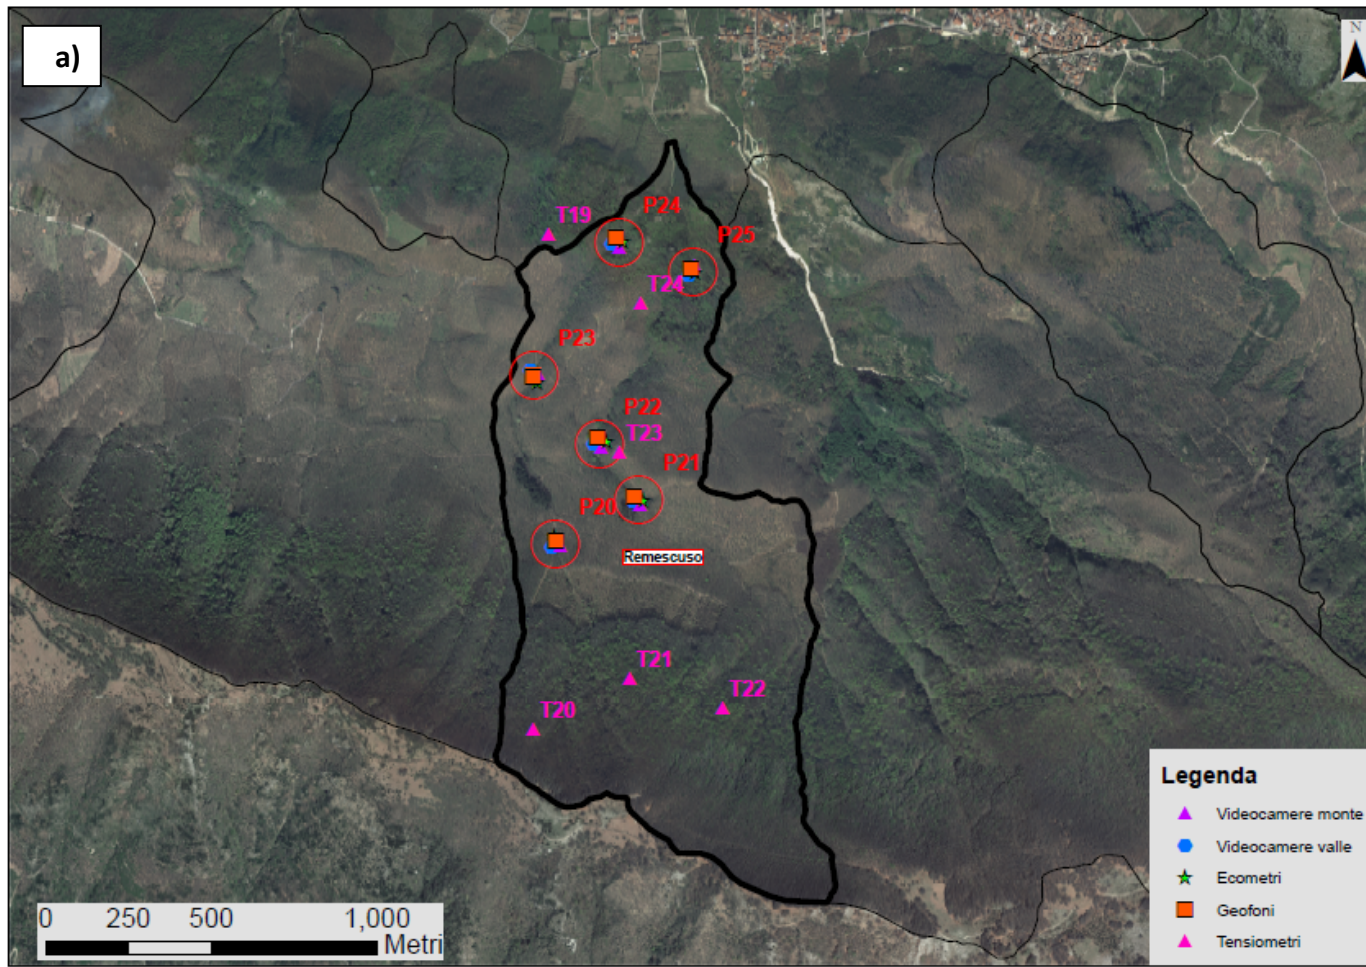 a)
N
T19
P24
P25
T24
P23
P22
T23
P21
P20
Remescuso
T21
T22
T20
Legenda
Videocamere monte
Videocamere valle
Ecometri
Geofoni
Tensiometri
0 250 500 1,000
Metri